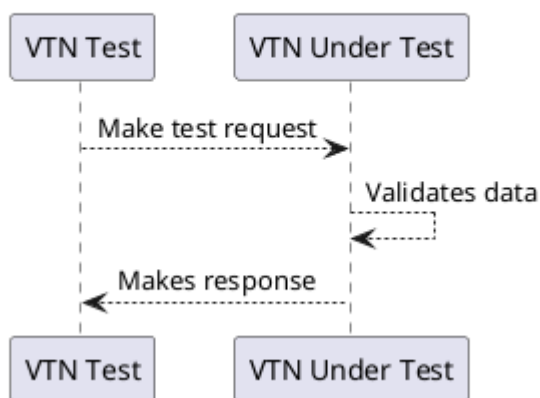 VTN Test
VTN Under Test
Make test request
Validates data
Makes response
VTN Test
VTN Under Test